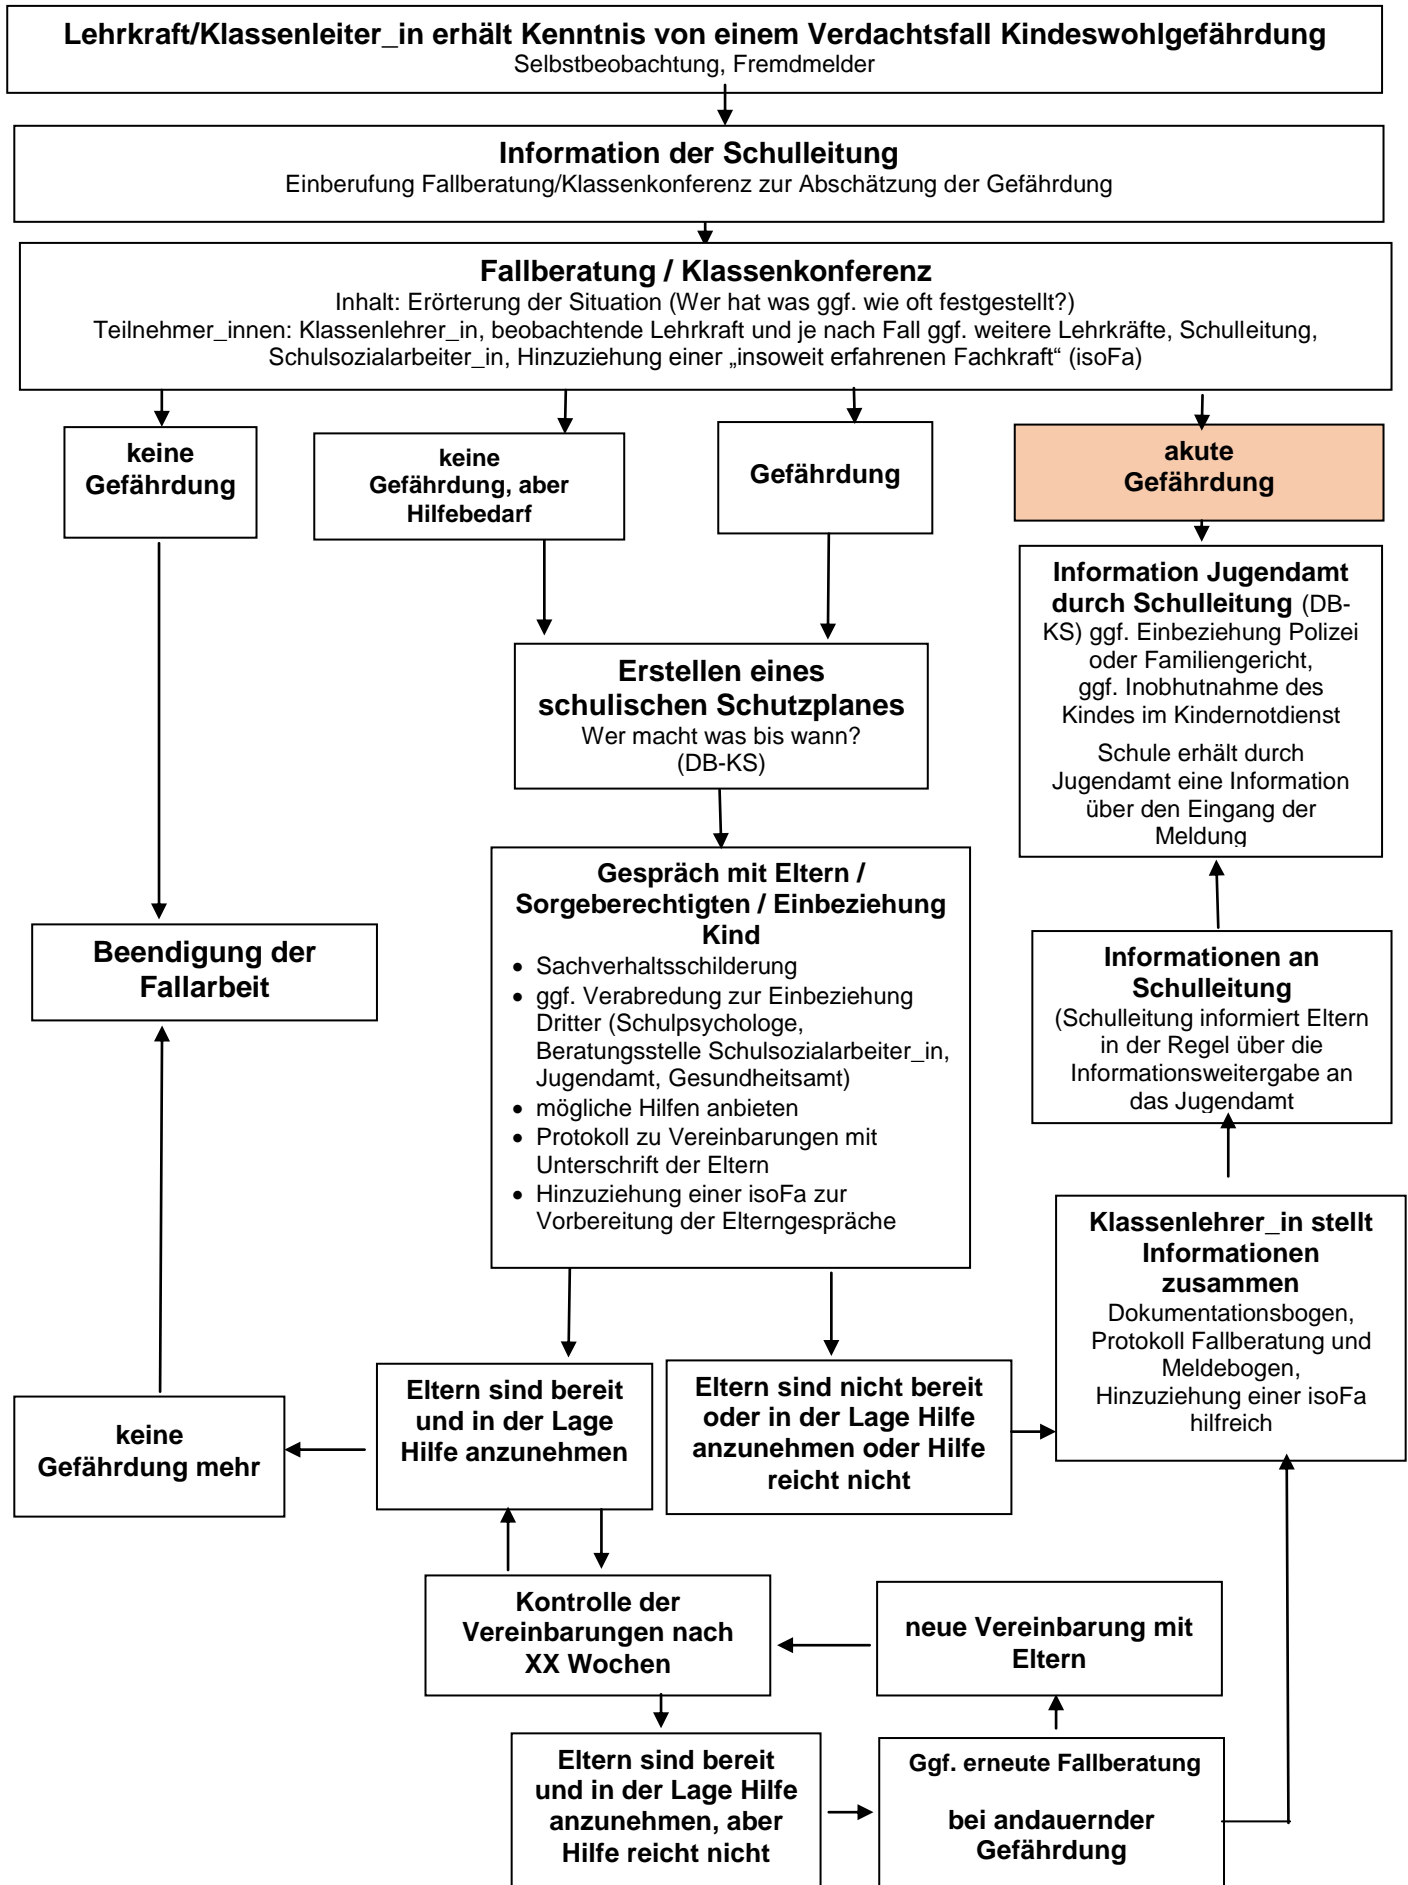 Lehrkraft/Klassenleiter_in erhält Kenntnis von einem Verdachtsfall Kindeswohlgefährdung
Selbstbeobachtung, Fremdmelder
Information der Schulleitung
Einberufung Fallberatung/Klassenkonferenz zur Abschätzung der Gefährdung
Fallberatung / Klassenkonferenz
Inhalt: Erörterung der Situation (Wer hat was ggf. wie oft festgestellt?)
Teilnehmer_innen: Klassenlehrer_in, beobachtende Lehrkraft und je nach Fall ggf. weitere Lehrkräfte, Schulleitung,
Schulsozialarbeiter_in, Hinzuziehung einer „insoweit erfahrenen Fachkraft“ (isoFa)
keine
Gefährdung
keine
Gefährdung, aber
Hilfebedarf
Gefährdung
akute
Gefährdung
Information Jugendamt
durch Schulleitung (DB-
KS) ggf. Einbeziehung Polizei
oder Familiengericht,
ggf. Inobhutnahme des
Kindes im Kindernotdienst
Schule erhält durch
Jugendamt eine Information
über den Eingang der
Meldung
Erstellen eines
schulischen Schutzplanes
Wer macht was bis wann?
(DB-KS)
Gespräch mit Eltern /
Sorgeberechtigten / Einbeziehung
Kind
• Sachverhaltsschilderung
• ggf. Verabredung zur Einbeziehung
Dritter (Schulpsychologe,
Beratungsstelle Schulsozialarbeiter_in,
Jugendamt, Gesundheitsamt)
• mögliche Hilfen anbieten
• Protokoll zu Vereinbarungen mit
Unterschrift der Eltern
• Hinzuziehung einer isoFa zur
Vorbereitung der Elterngespräche
Beendigung der
Fallarbeit
Informationen an
Schulleitung
(Schulleitung informiert Eltern
in der Regel über die
Informationsweitergabe an
das Jugendamt
Klassenlehrer_in stellt
Informationen
zusammen
Dokumentationsbogen,
Protokoll Fallberatung und
Meldebogen,
Hinzuziehung einer isoFa
hilfreich
Eltern sind bereit
und in der Lage
Hilfe anzunehmen
Eltern sind nicht bereit
oder in der Lage Hilfe
anzunehmen oder Hilfe
reicht nicht
keine
Gefährdung mehr
Kontrolle der
Vereinbarungen nach
XX Wochen
neue Vereinbarung mit
Eltern
Eltern sind bereit
und in der Lage Hilfe
anzunehmen, aber
Hilfe reicht nicht
Ggf. erneute Fallberatung
bei andauernder
Gefährdung